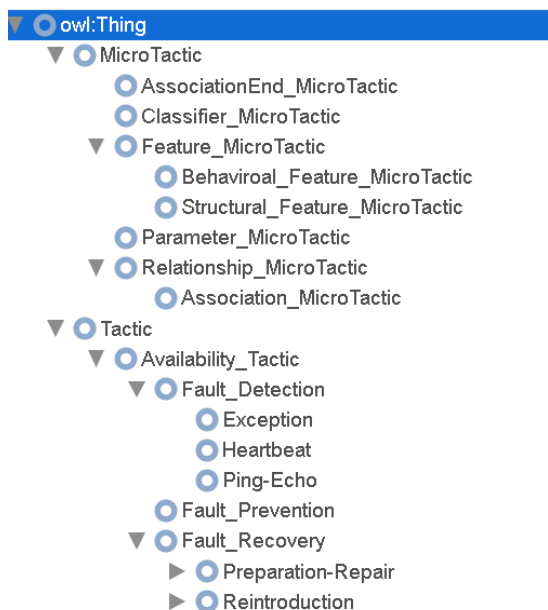 owl:Thing
MicroTactic
AssociationEnd_MicroTactic
Classifier_MicroTactic
Feature_MicroTactic
Behaviroal_Feature_MicroTactic
Structural_Feature_MicroTactic
Parameter_MicroTactic
Relationship_MicroTactic
Association_MicroTactic
Tactic
Availability_Tactic
Fault_Detection
Exception
Heartbeat
Ping-Echo
Fault_Prevention
Fault_Recovery
Preparation-Repair
Reintroduction